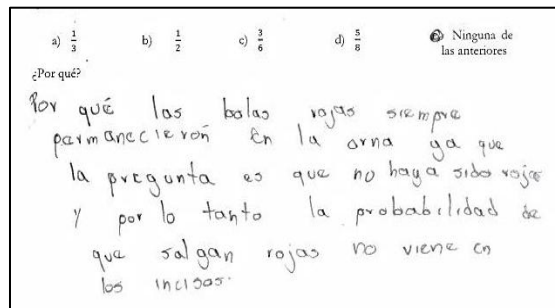 a) 1/3 b) 1/2 c) 3/6 d) 5/8 e) Ninguna de
las anteriores
¿Por qué?
Por qué las bolas rojas siempre
permanecierón en la orna ya que
la pregunta es que no haya sido roja
y por lo tanto la probabilidad de
que salgan rojas no viene en
los incisos.